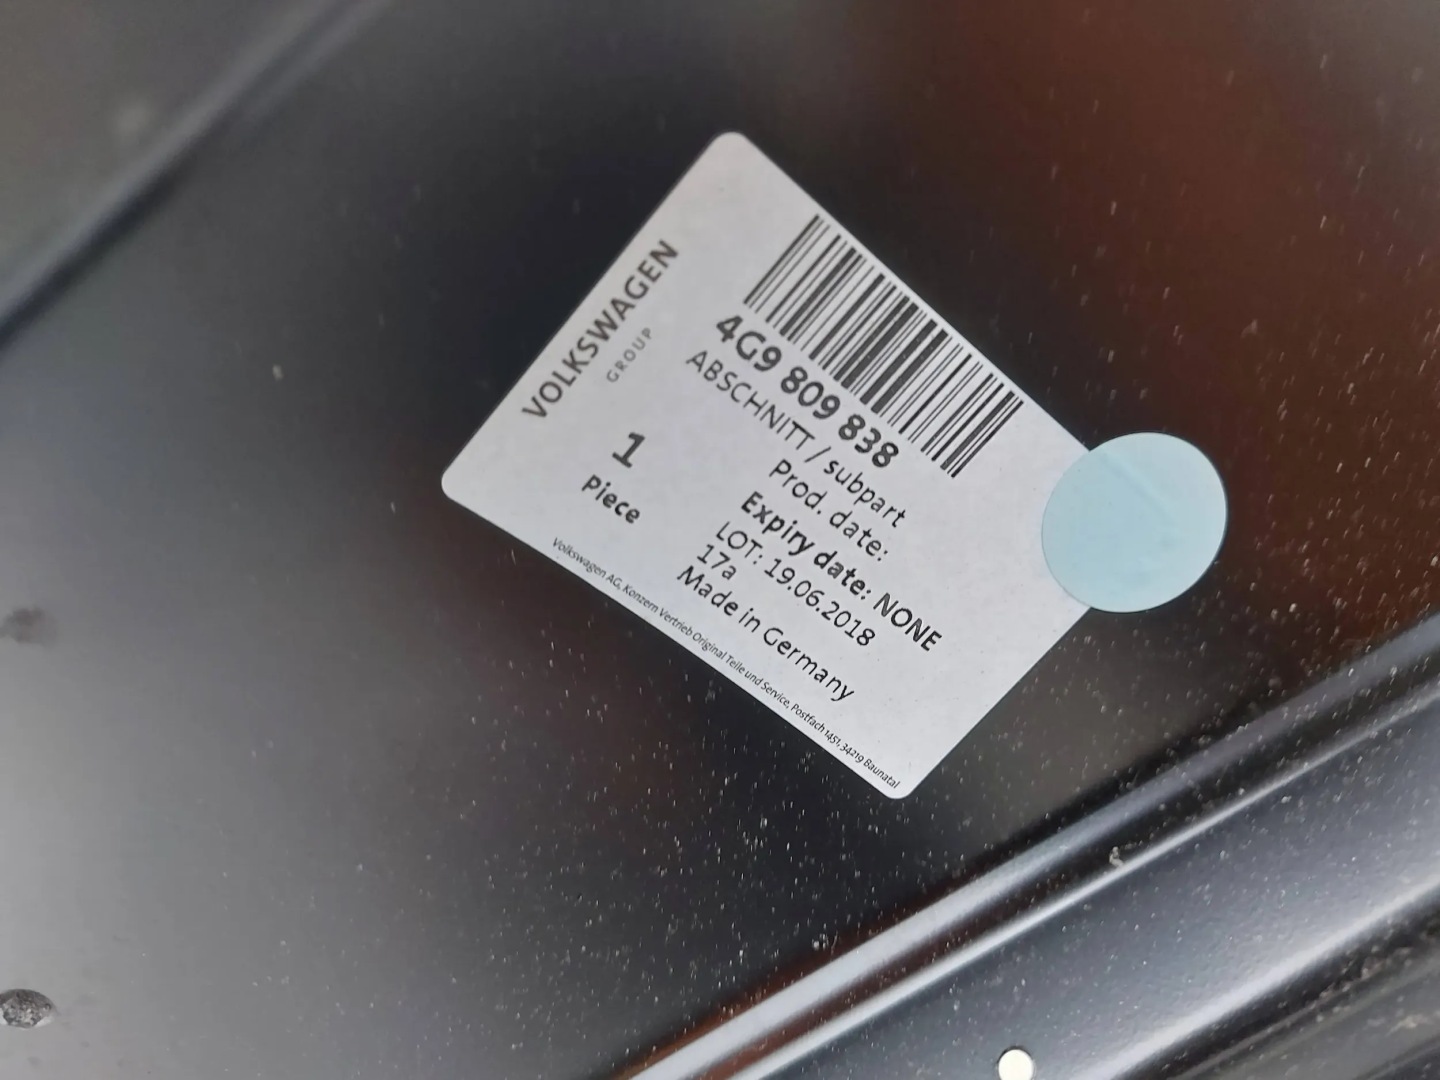 VOLKSWAGEN
GROUP
4G9 809 838
ABSCHNITT / subpart
Prod. date:
Expiry date: NONE
LOT: 19.06.2018
17a
Made in Germany
1
Piece
Volkswagen AG, Konzern Vertrieb Original Teile und Service, Postfach 1451, 34219 Baunatal